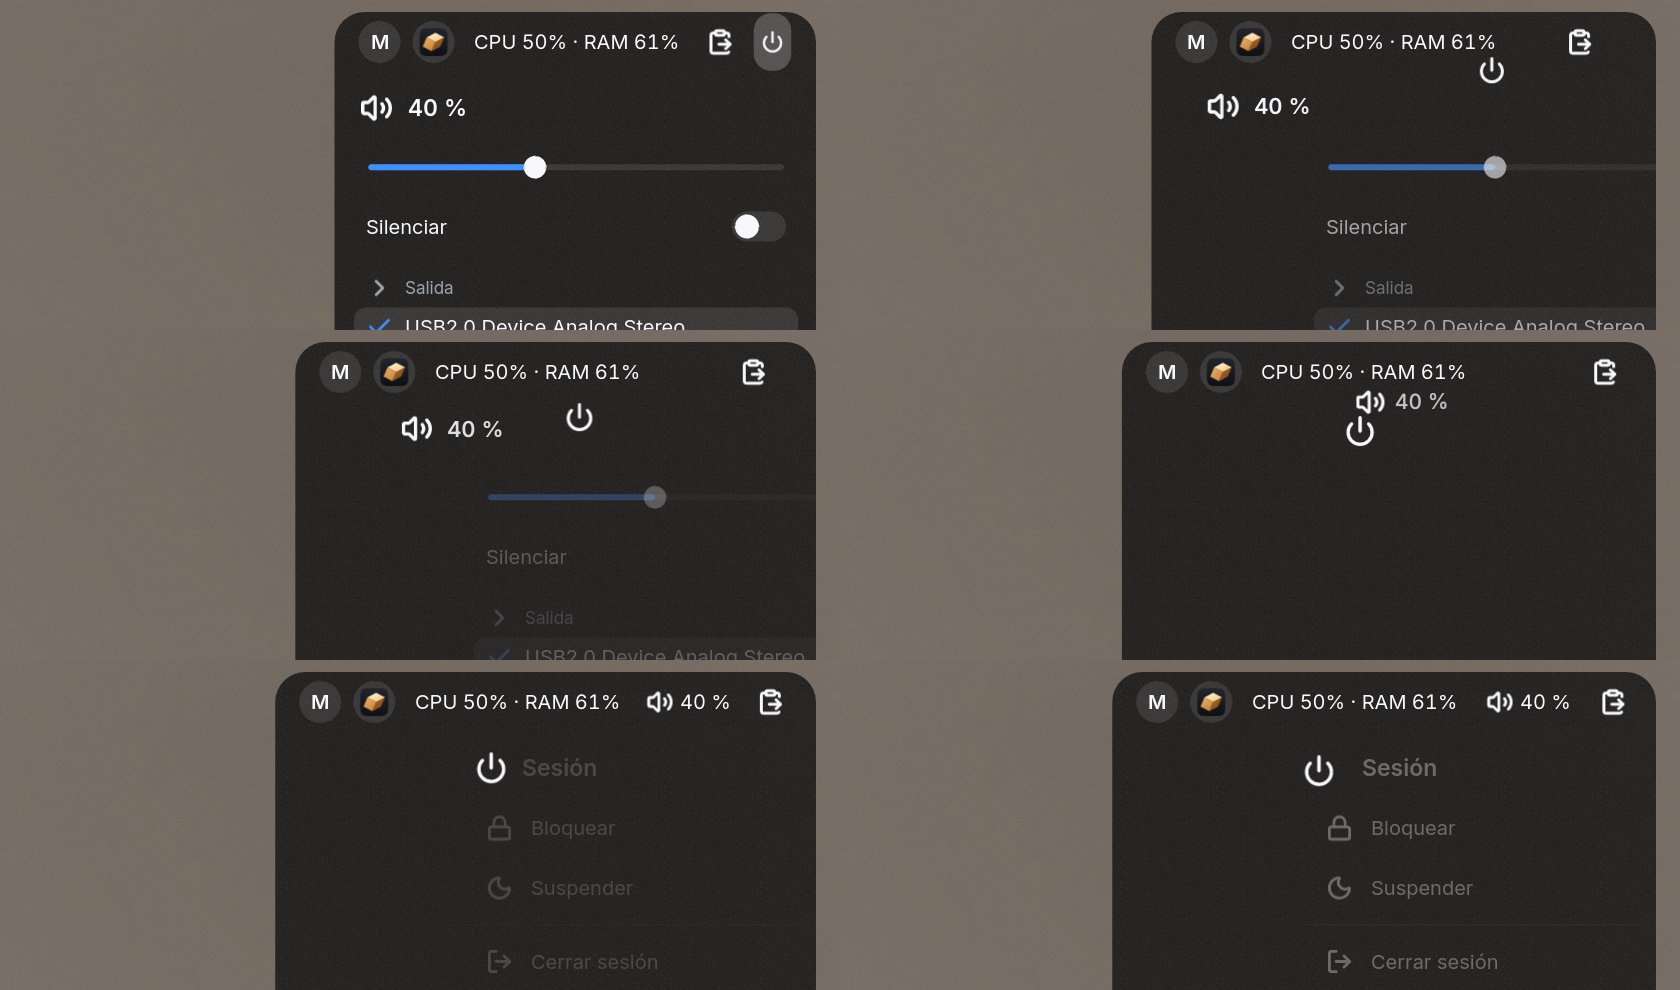 M CPU 50% · RAM 61%
40 %
Silenciar
Salida
USB2.0 Device Analog Stereo
M CPU 50% · RAM 61%
40 %
Silenciar
Salida
USB2.0 Device Analog Stereo
M CPU 50% · RAM 61%
40 %
Silenciar
Salida
USB2.0 Device Analog Stereo
M CPU 50% · RAM 61%
40 %
M CPU 50% · RAM 61% 40 %
Sesión
Bloquear
Suspender
Cerrar sesión
M CPU 50% · RAM 61% 40 %
Sesión
Bloquear
Suspender
Cerrar sesión